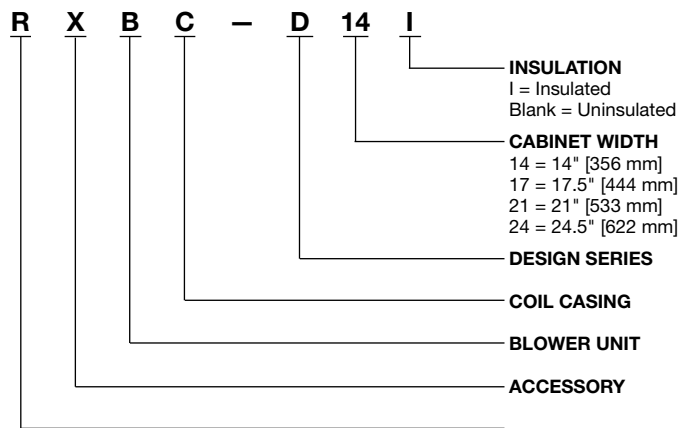 R X B C — D 14 I
INSULATION
I = Insulated
Blank = Uninsulated
CABINET WIDTH
14 = 14" [356 mm]
17 = 17.5" [444 mm]
21 = 21" [533 mm]
24 = 24.5" [622 mm]
DESIGN SERIES
COIL CASING
BLOWER UNIT
ACCESSORY